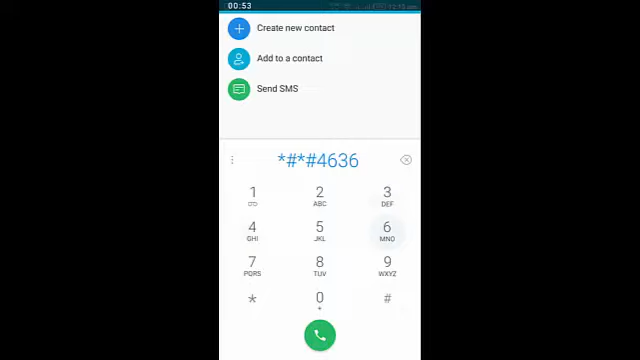 00:53
Create new contact
Add to a contact
Send SMS
*#*#4636
1 2 3
ABC DEF
4 5 6
GHI JKL MNO
7 8 9
PQRS TUV WXYZ
* 0 #
+